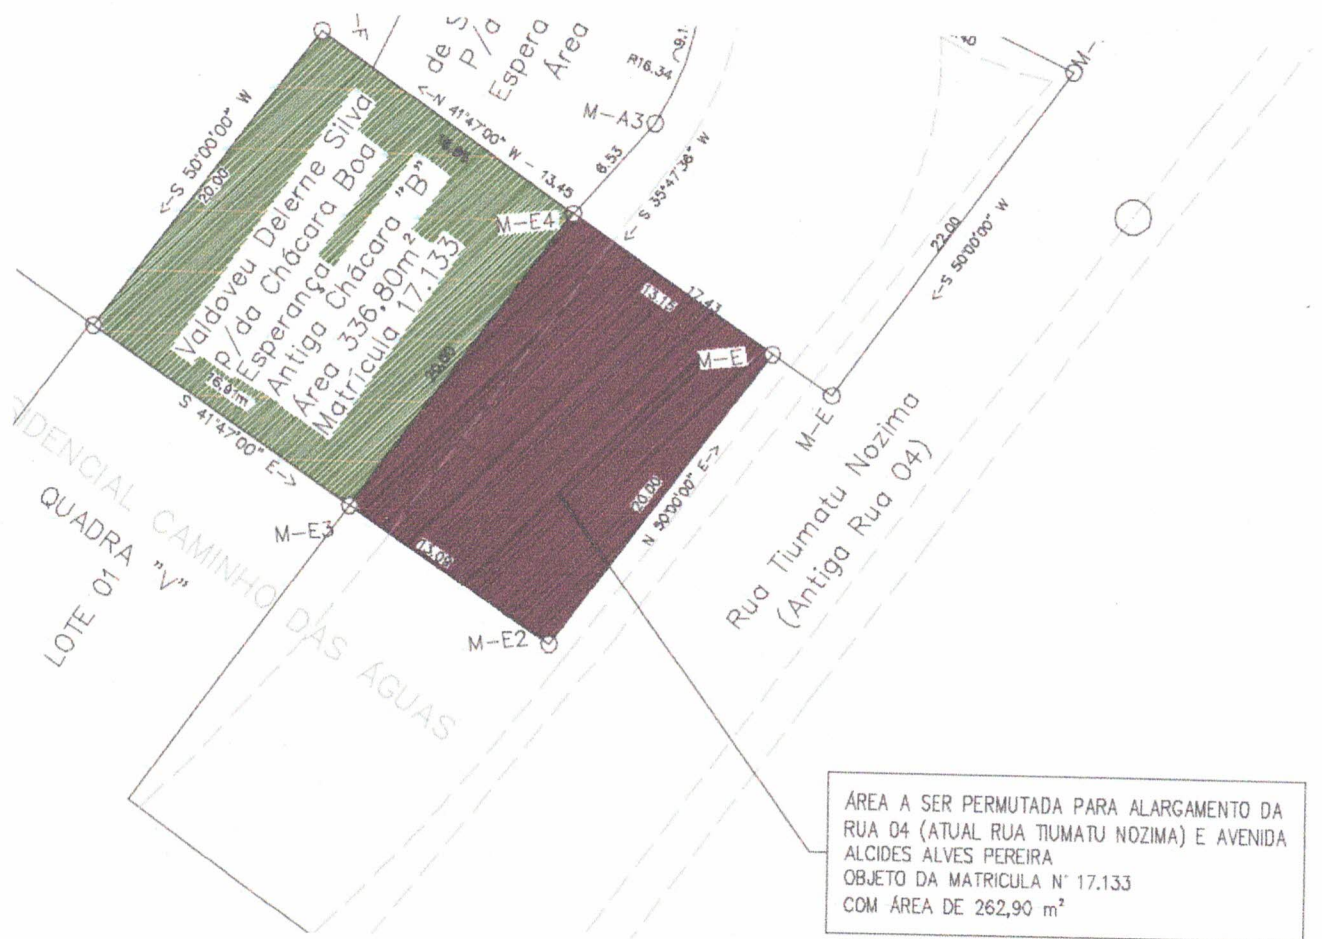 de S
P/a
Espera
Área
R16.34
M-A3
6.53
<-S 35°47'36" W
<-N 41°47'00" W - 13.45
<-S 50°00'00" W
20.00
Valdoveu Delerne Silva
P/da Chácara Boa
Esperança
Antiga Chácara "B"
Área 336,80m²
Matrícula 17.133
16,91m
S 41°47'00" E->
M-E4
13.15
17.43
M-E
20.00
M-E
22.00
<-S 50°00'00" W
20.00
N 50°00'00" E->
13.09
M-E3
M-E2
IDENCIAL CAMINHO DAS ÁGUAS
QUADRA "V"
LOTE 01
Rua Tiumatu Nozima
(Antiga Rua 04)
ÁREA A SER PERMUTADA PARA ALARGAMENTO DA
RUA 04 (ATUAL RUA TIUMATU NOZIMA) E AVENIDA
ALCIDES ALVES PEREIRA
OBJETO DA MATRICULA N° 17.133
COM ÁREA DE 262,90 m²